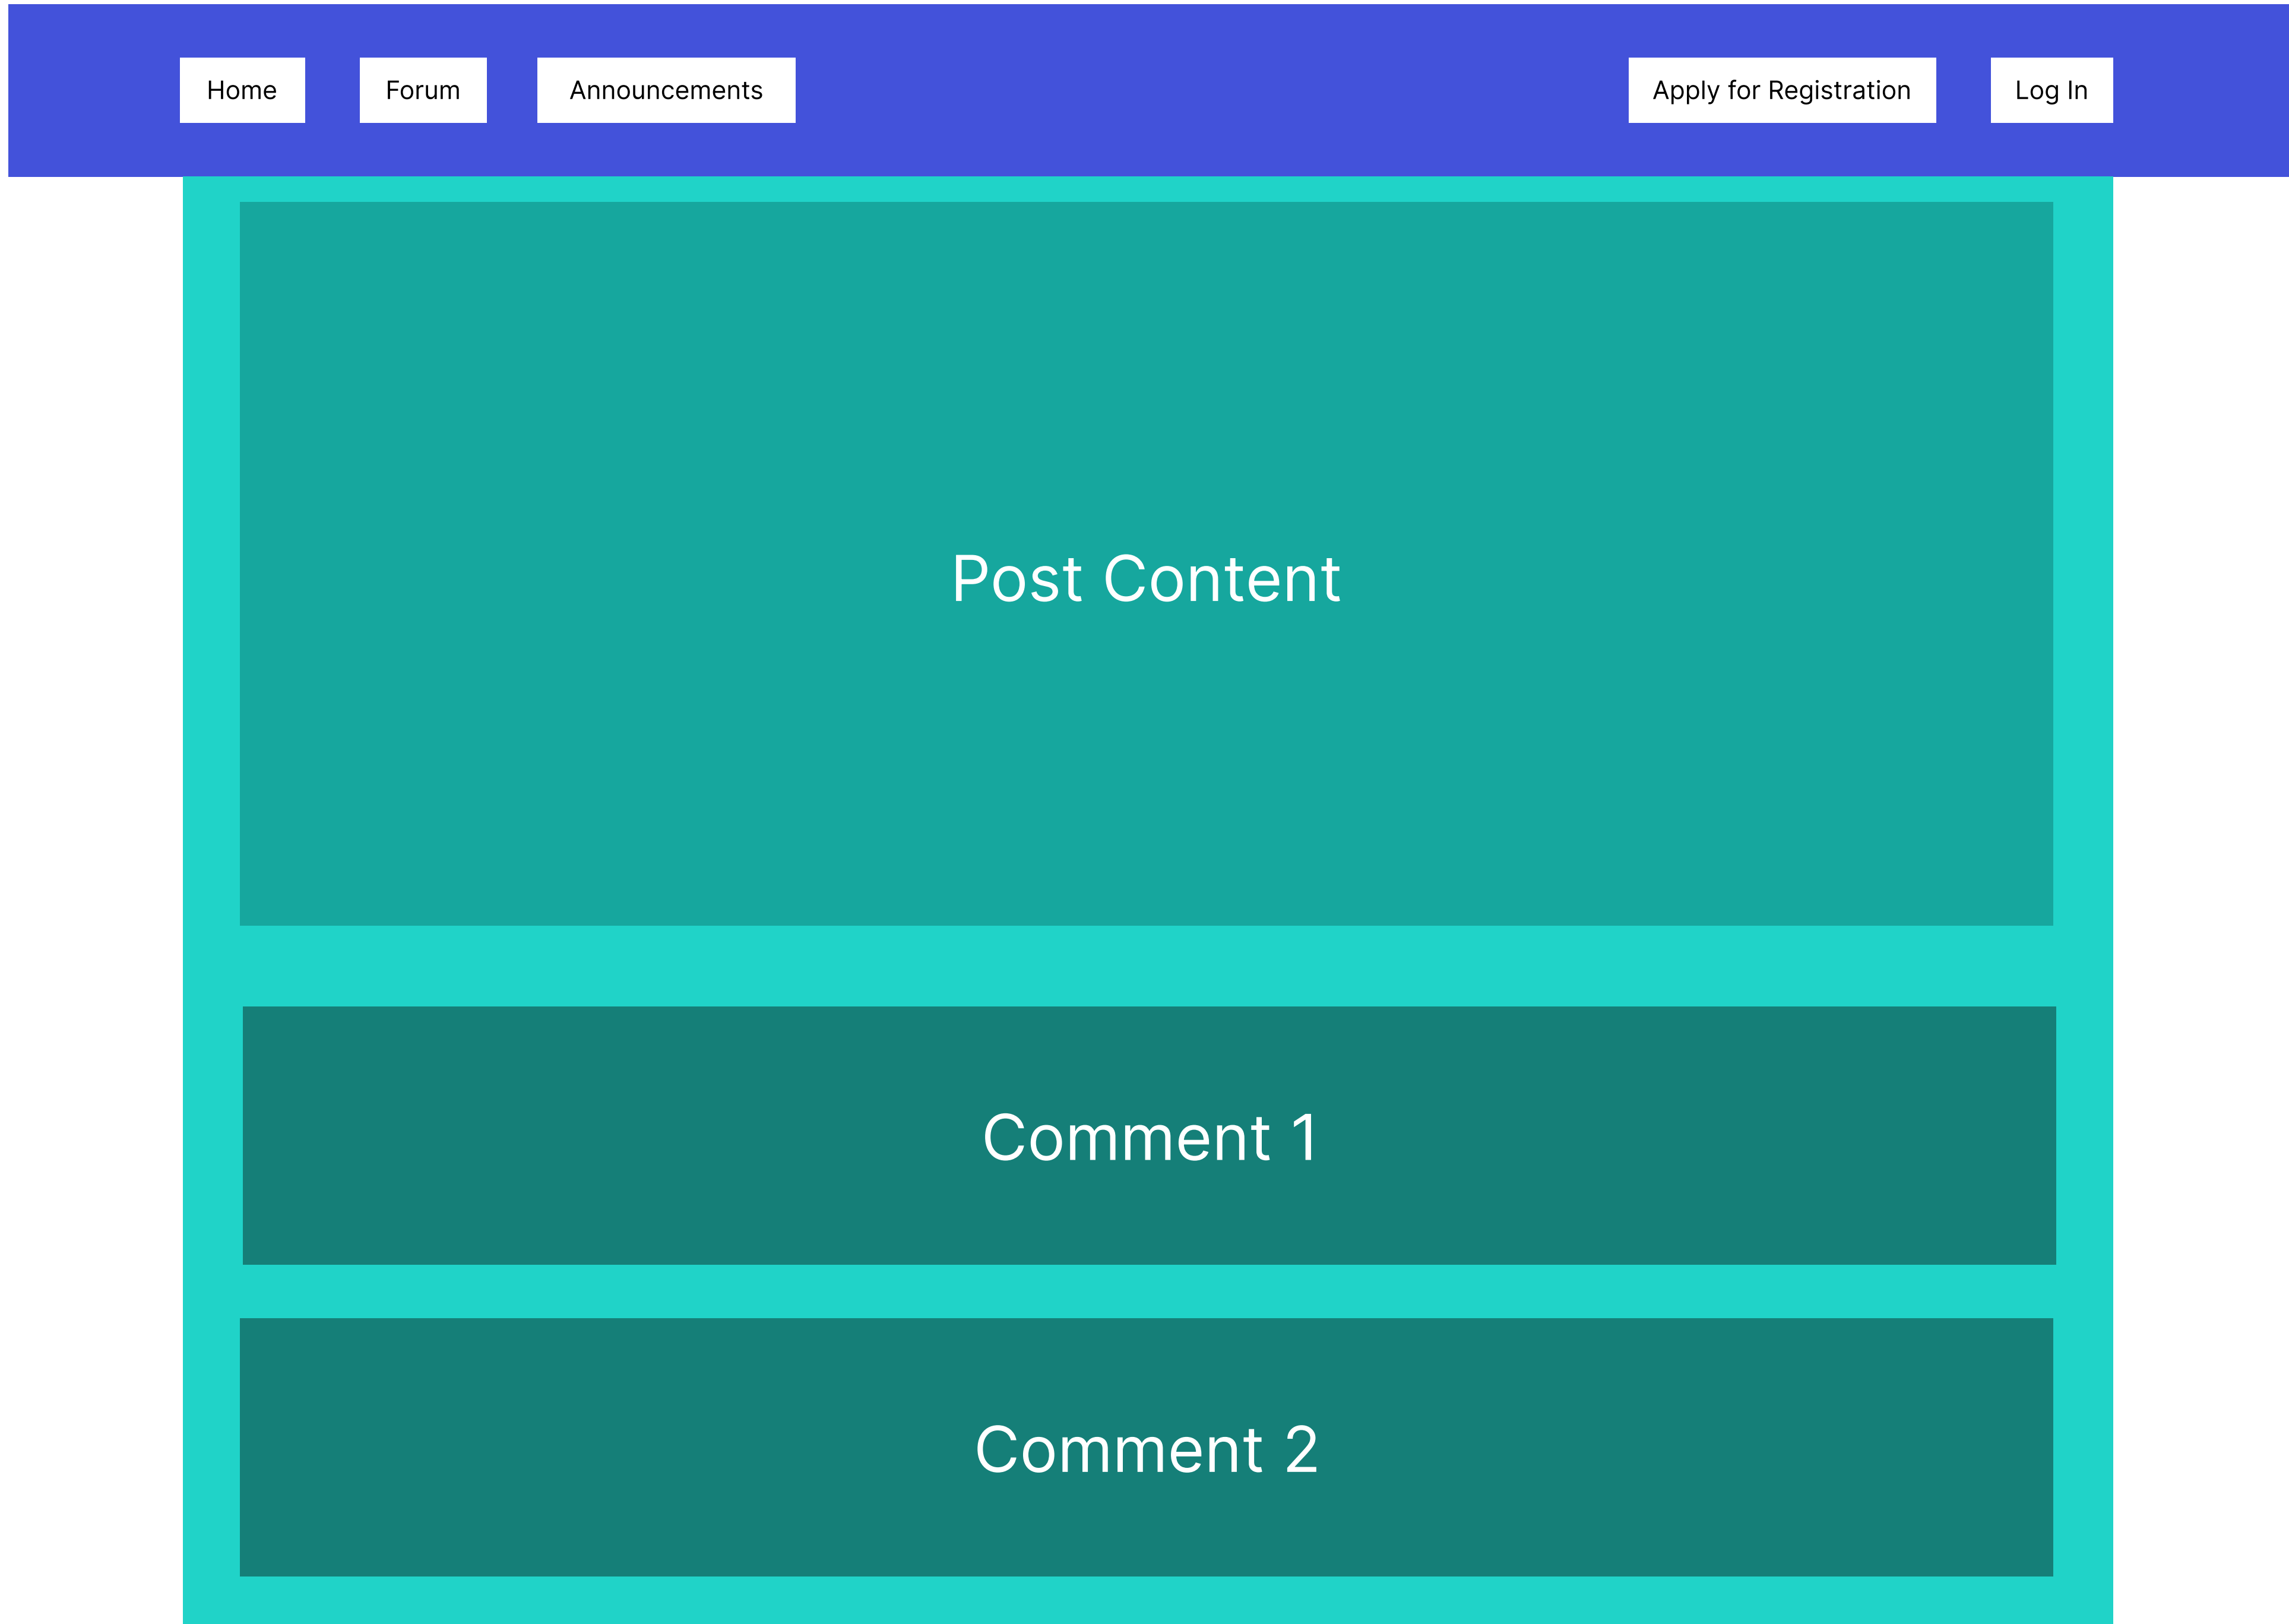 Home Forum Announcements Apply for Registration Log In
Post Content
Comment 1
Comment 2